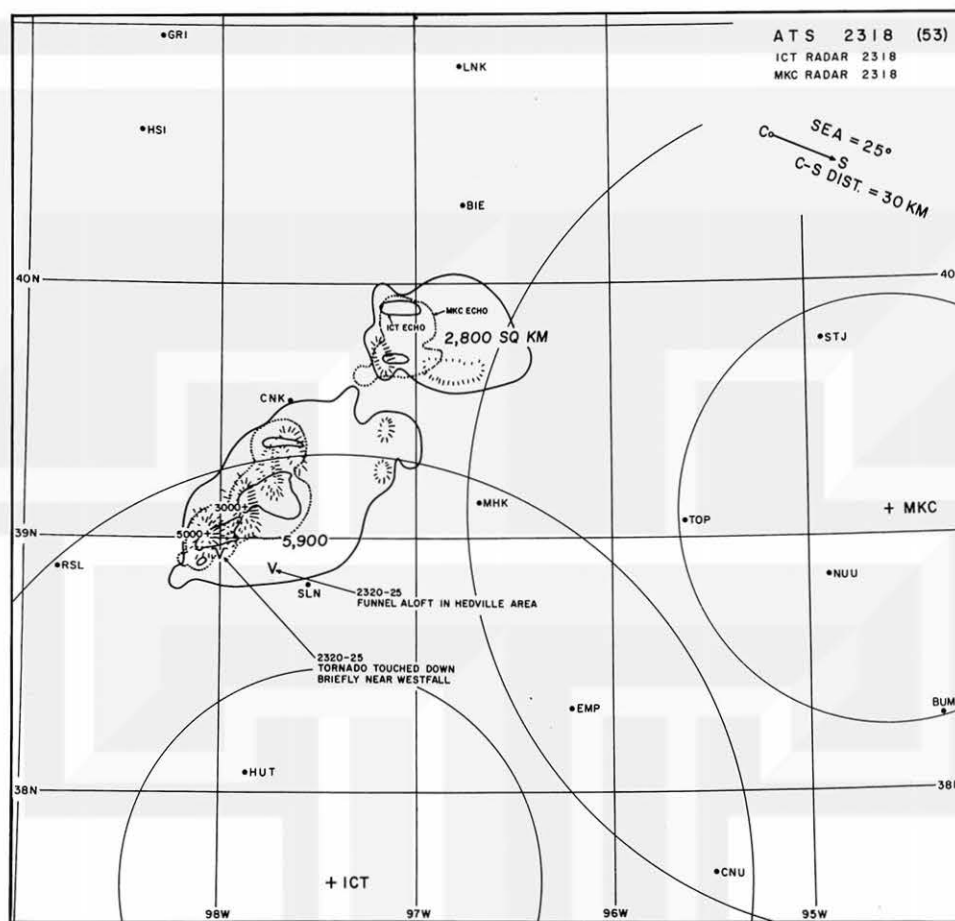 ATS 2318 (53)
ICT RADAR 2318
MKC RADAR 2318
GRI
LNK
HSI
C
S
SEA = 25°
C-S DIST. = 30 KM
BIE
40N
40
ICT ECHO
MKC ECHO
2,800 SQ KM
STJ
CNK
MHK
+ MKC
3000+
TOP
5000+
39N
5,900
RSL
V
V
NUU
SLN
2320-25
FUNNEL ALOFT IN HEDVILLE AREA
2320-25
TORNADO TOUCHED DOWN
BRIEFLY NEAR WESTFALL
EMP
BUM
HUT
38N
38N
CNU
+ ICT
98W
97W
96W
95W